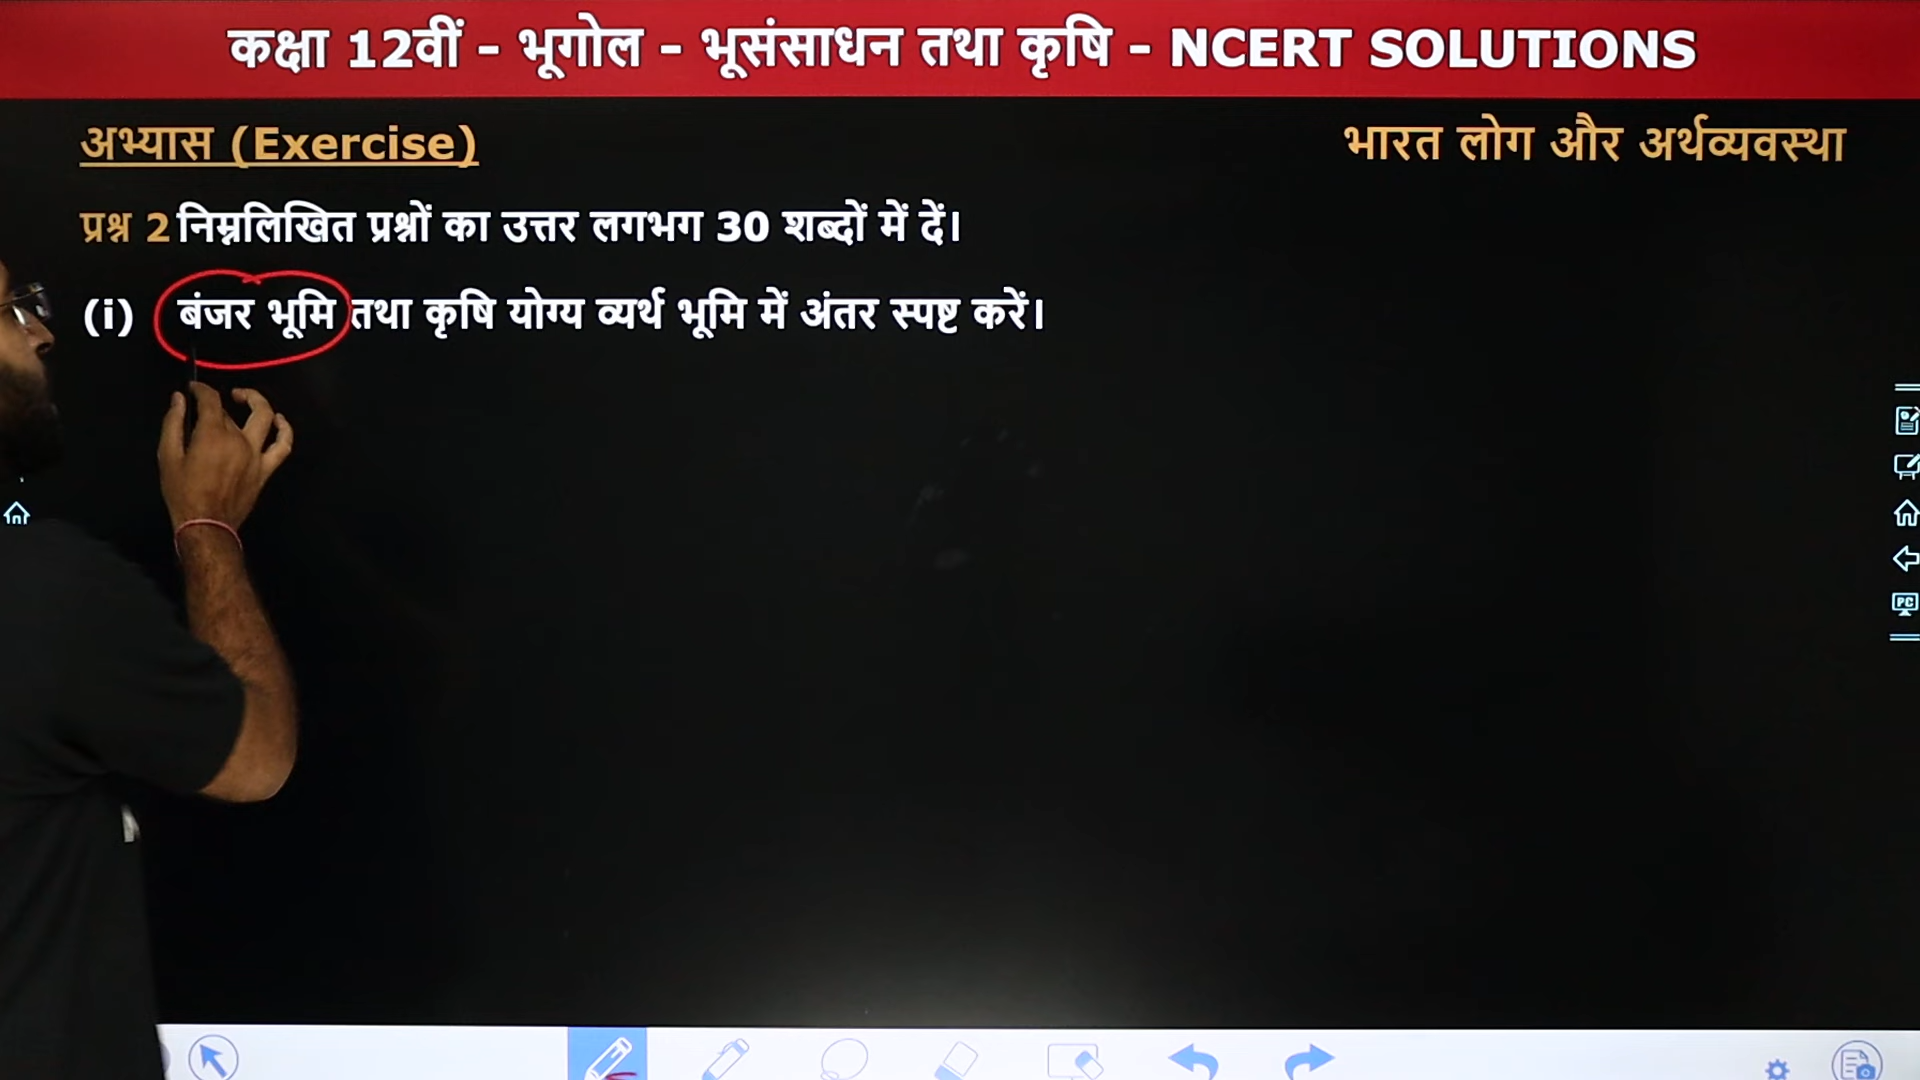 कक्षा 12वीं - भूगोल - भूसंसाधन तथा कृषि - NCERT SOLUTIONS
अभ्यास (Exercise)
भारत लोग और अर्थव्यवस्था
प्रश्न 2 निम्नलिखित प्रश्नों का उत्तर लगभग 30 शब्दों में दें।
(i) बंजर भूमि तथा कृषि योग्य व्यर्थ भूमि में अंतर स्पष्ट करें।
PC